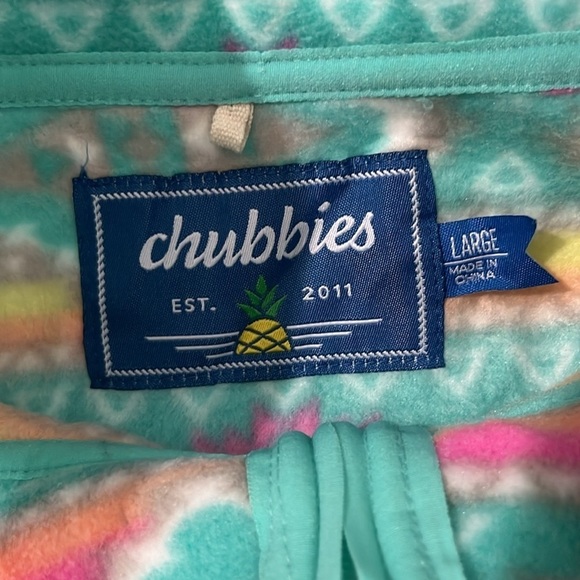 chubbies
EST. 2011
LARGE
MADE IN
CHINA